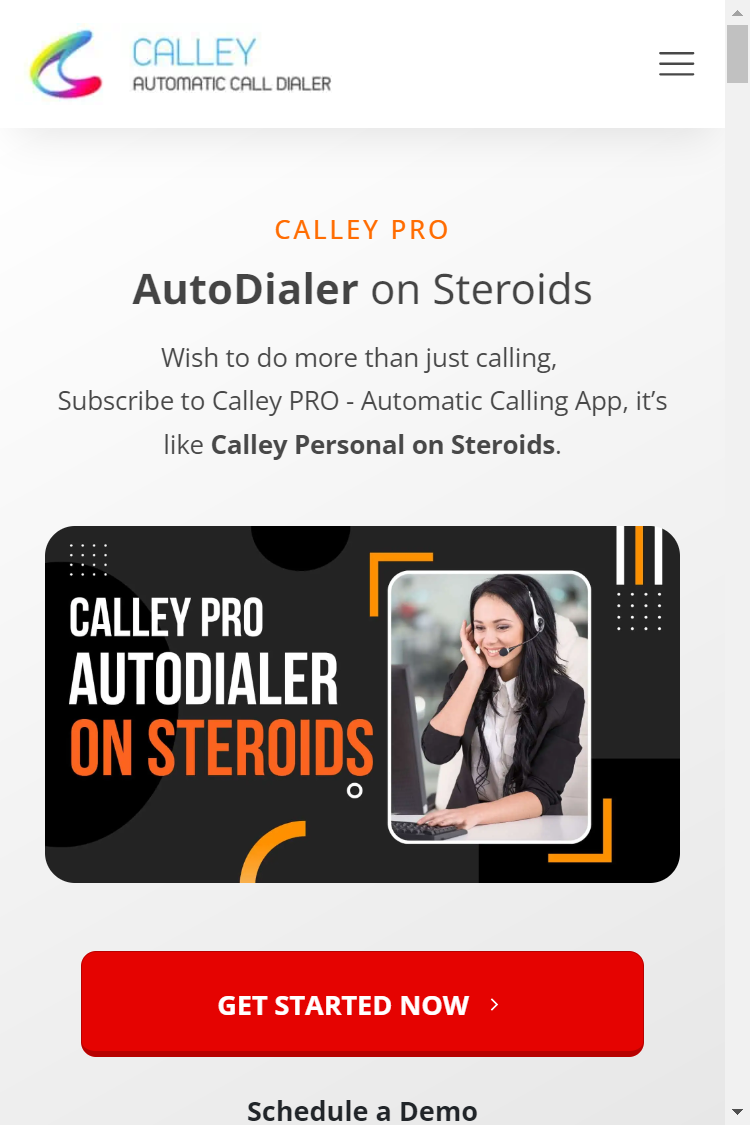 CALLEY
AUTOMATIC CALL DIALER
CALLEY PRO
AutoDialer on Steroids
Wish to do more than just calling,
Subscribe to Calley PRO - Automatic Calling App, it’s
like Calley Personal on Steroids.
CALLEY PRO
AUTODIALER
ON STEROIDS
GET STARTED NOW
Schedule a Demo